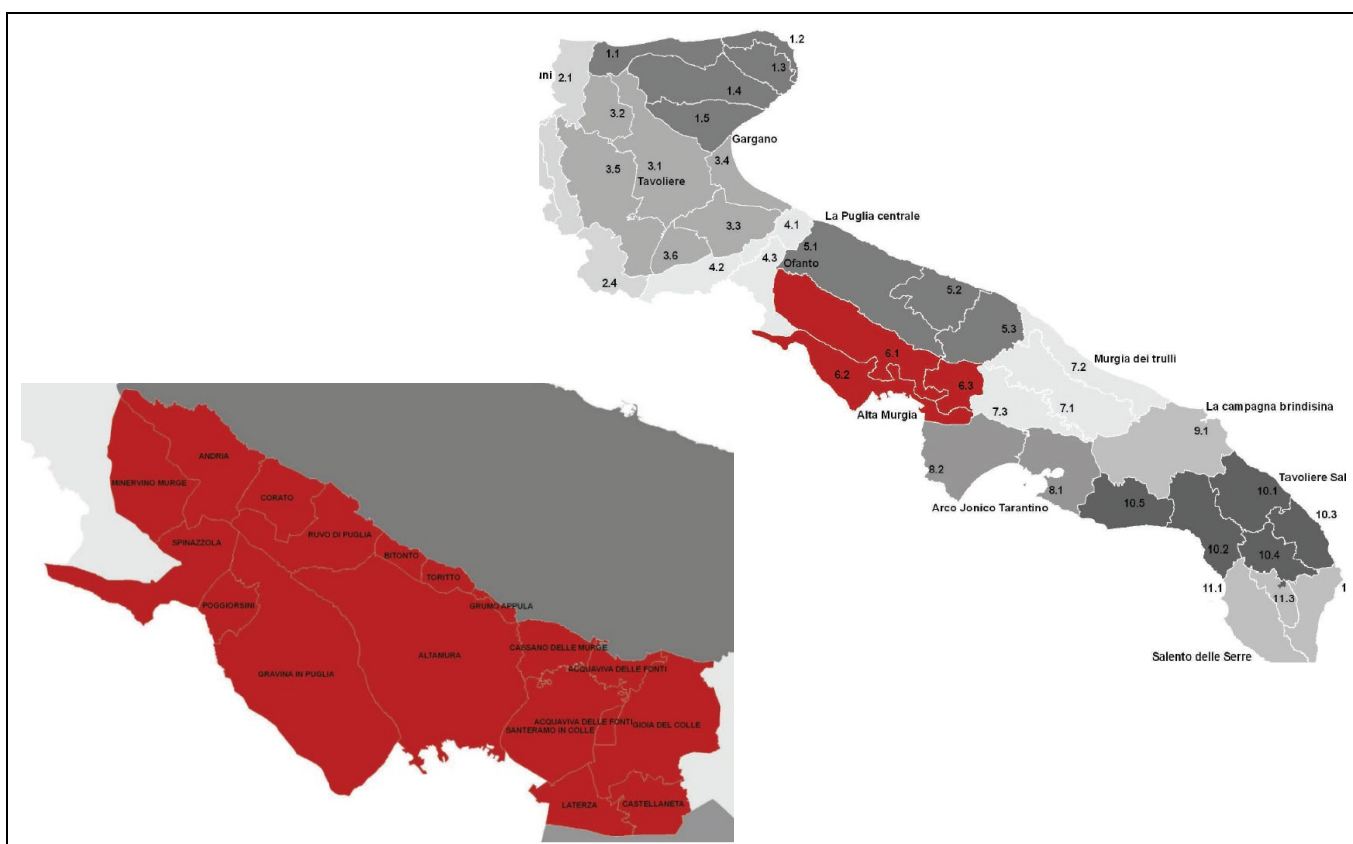 1.2
1.1
1.3
uni
2.1
1.4
3.2
1.5
Gargano
3.4
3.1
3.5
Tavoliere
La Puglia centrale
3.3
4.1
5.1
3.6
4.3
Ofanto
4.2
2.4
5.2
5.3
6.1
Murgia dei trulli
7.2
6.2
6.3
La campagna brindisina
Alta Murgia
7.3
7.1
9.1
8.2
Tavoliere Sal
8.1
10.1
Arco Jonico Tarantino
10.5
10.3
10.2
10.4
11.1
11.3
1
Salento delle Serre
ANDRIA
MINERVINO MURGE
CORATO
RUVO DI PUGLIA
SPINAZZOLA
BITONTO
TORITTO
POGGIORSINI
GRUMO APPULA
CASSANO DELLE MURGE
ALTAMURA
ACQUAVIVA DELLE FONTI
GRAVINA IN PUGLIA
ACQUAVIVA DELLE FONTI
GIOIA DEL COLLE
SANTERAMO IN COLLE
LATERZA
CASTELLANETA